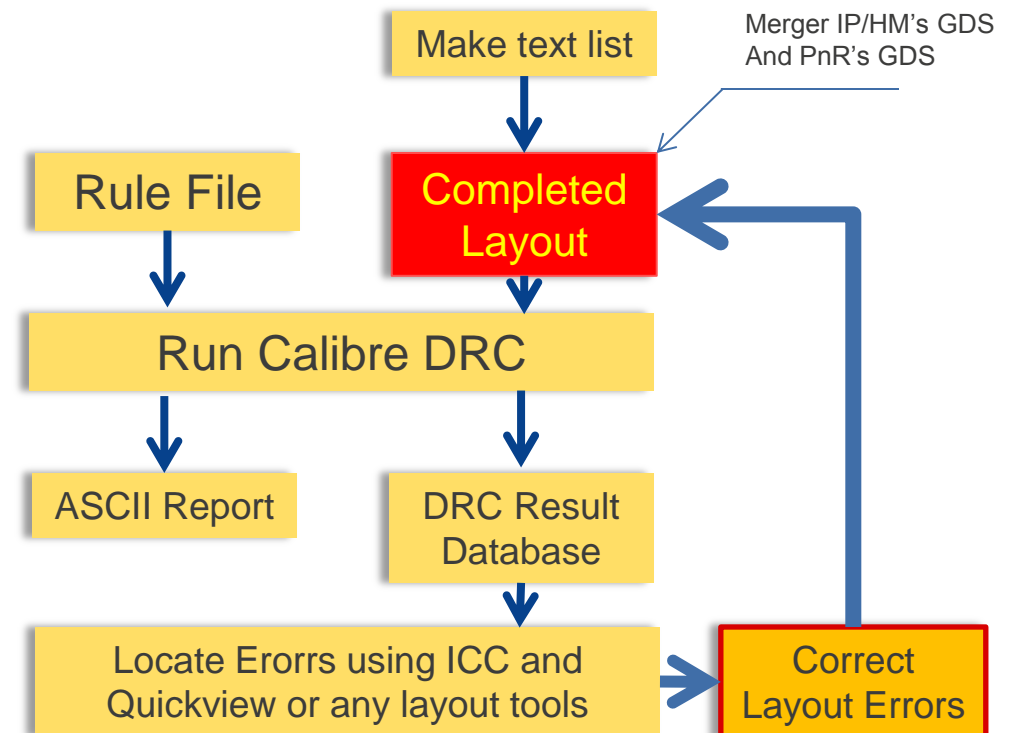 Make text list
Merger IP/HM's GDS
And PnR's GDS
Rule File
Completed
Layout
Run Calibre DRC
ASCII Report
DRC Result
Database
Locate Erorrs using ICC and
Quickview or any layout tools
Correct
Layout Errors